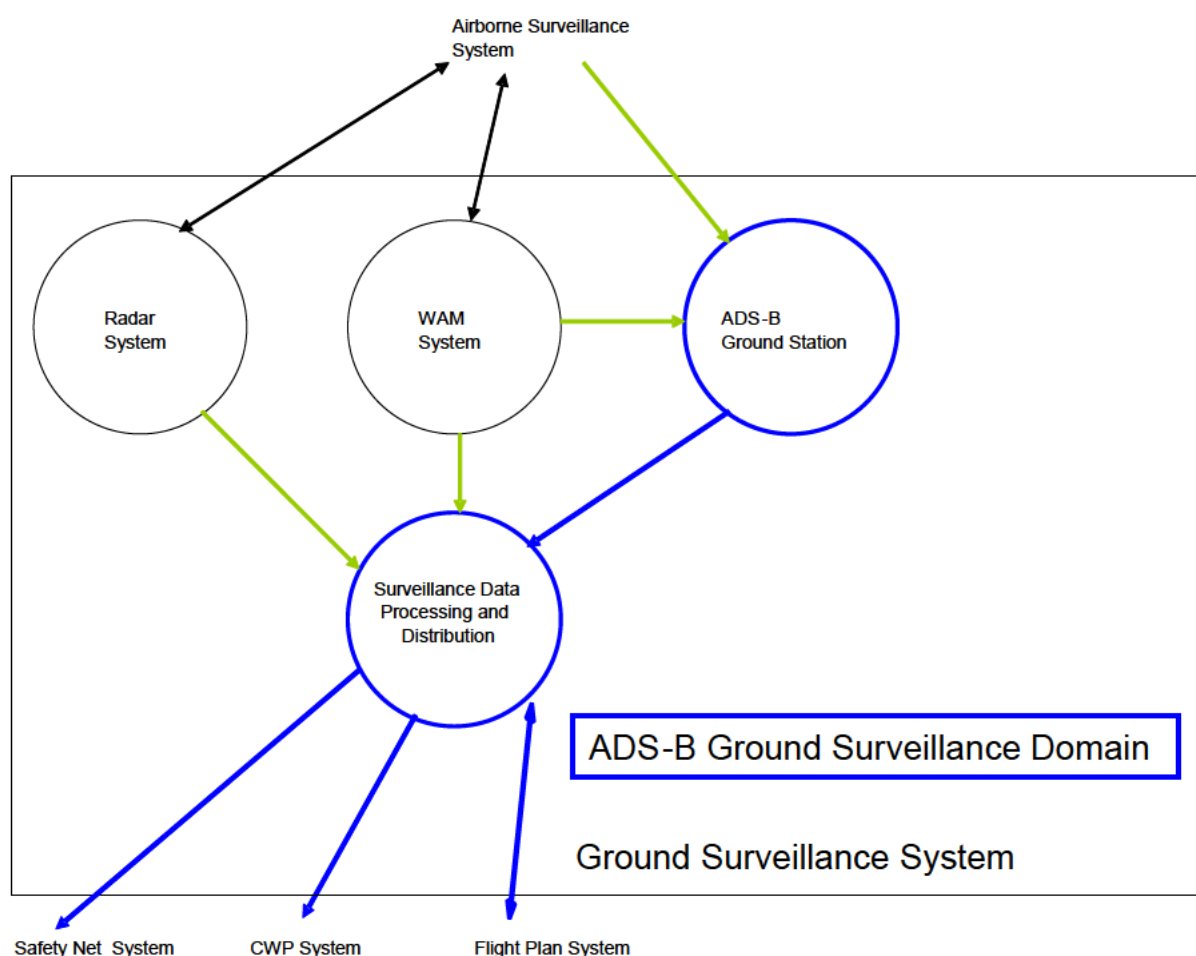 Airborne Surveillance
System
Radar
System
WAM
System
ADS-B
Ground Station
Surveillance Data
Processing and
Distribution
ADS-B Ground Surveillance Domain
Ground Surveillance System
Safety Net System
CWP System
Flight Plan System